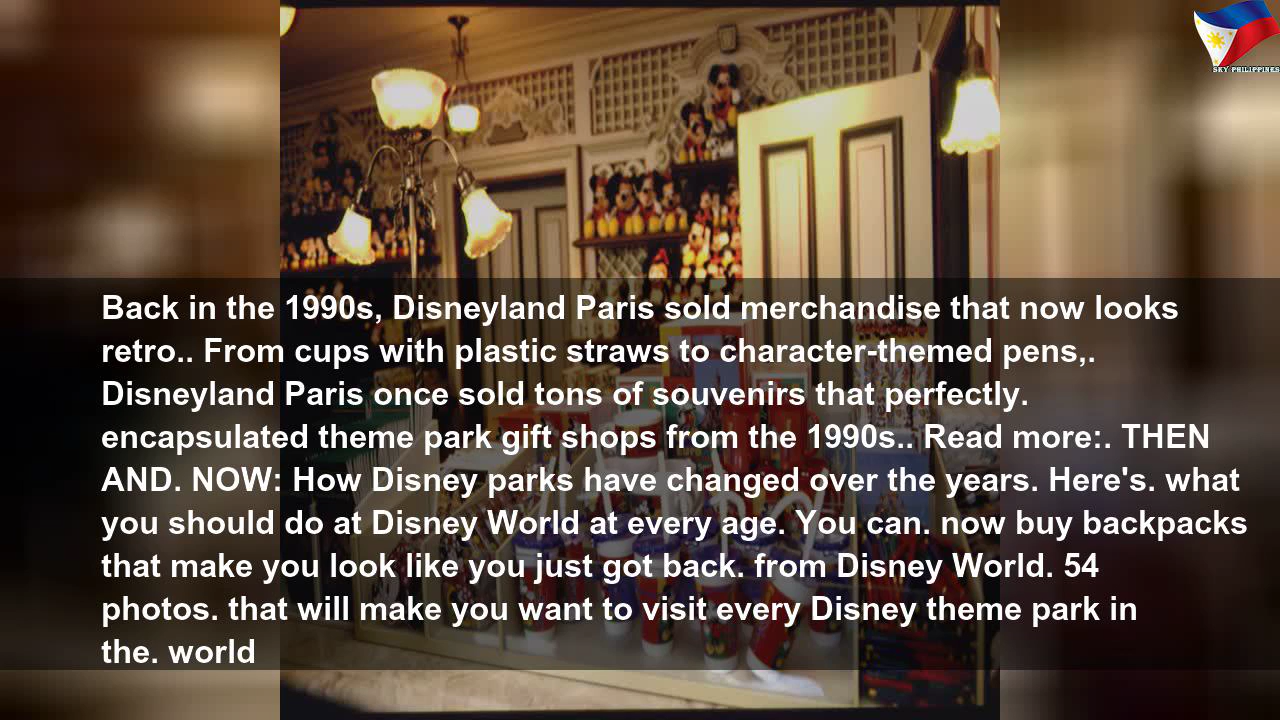 SKY PHILIPPINES
Back in the 1990s, Disneyland Paris sold merchandise that now looks
retro.. From cups with plastic straws to character-themed pens,.
Disneyland Paris once sold tons of souvenirs that perfectly.
encapsulated theme park gift shops from the 1990s.. Read more:. THEN
AND. NOW: How Disney parks have changed over the years. Here's. what
you should do at Disney World at every age. You can. now buy backpacks
that make you look like you just got back. from Disney World. 54
photos. that will make you want to visit every Disney theme park in
the. world